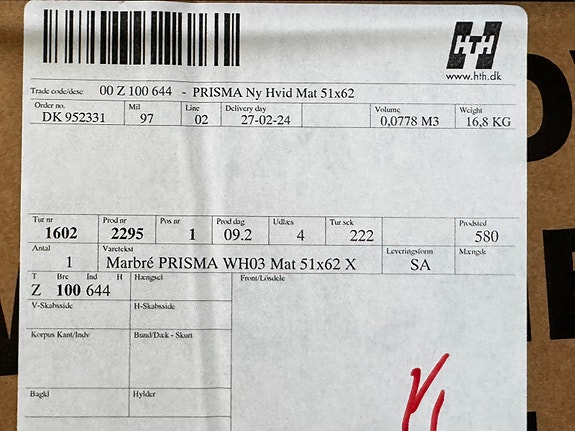 HTH
www.hth.dk
Trade code/desc 00 Z 100 644 - PRISMA Ny Hvid Mat 51x62
Order no. Mil Line Delivery day Volume Weight
DK 952331 97 02 27-02-24 0,0778 M3 16,8 KG
Tur nr Prod nr Pos nr Prod dag Udlæs Tur sek Prodsted
1602 2295 1 09.2 4 222 580
Antal Varetekst Leveringsform Mængde
1 Marbré PRISMA WH03 Mat 51x62 X SA
T Bre Ind H Hængsel Front/Løsdele
Z 100 644
V-Skabsside H-Skabsside
Korpus Kant/Indv Bund/Dæk - Skurt
Bagkl Hylder